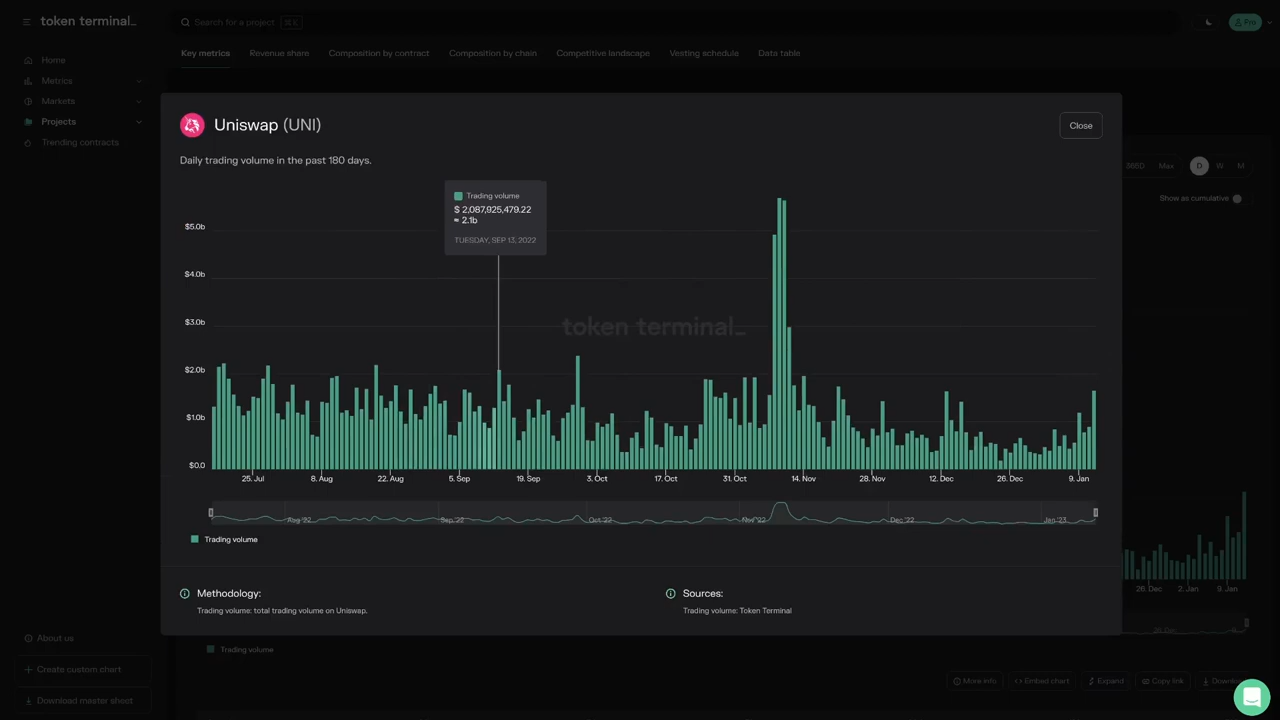 token terminal_
Search for a project ⌘K
Pro
Home
Metrics
Markets
Projects
Trending contracts
Key metrics Revenue share Composition by contract Composition by chain Competitive landscape Vesting schedule Data table
Uniswap (UNI)
Close
Daily trading volume in the past 180 days.
365D Max D W M
Show as cumulative
Trading volume
$ 2,087,925,479.22
≈ 2.1b
TUESDAY, SEP 13, 2022
$5.0b
$4.0b
$3.0b
$2.0b
$1.0b
$0.0
token terminal_
25. Jul 8. Aug 22. Aug 5. Sep 19. Sep 3. Oct 17. Oct 31. Oct 14. Nov 28. Nov 12. Dec 26. Dec 9. Jan
Aug '22 Sep '22 Oct '22 Nov '22 Dec '22 Jan '23
Trading volume
26. Dec 2. Jan 9. Jan
Methodology:
Trading volume: total trading volume on Uniswap.
Sources:
Trading volume: Token Terminal
26. Dec
Trading volume
More info Embed chart Expand Copy link Downloa
About us
Create custom chart
Download master sheet